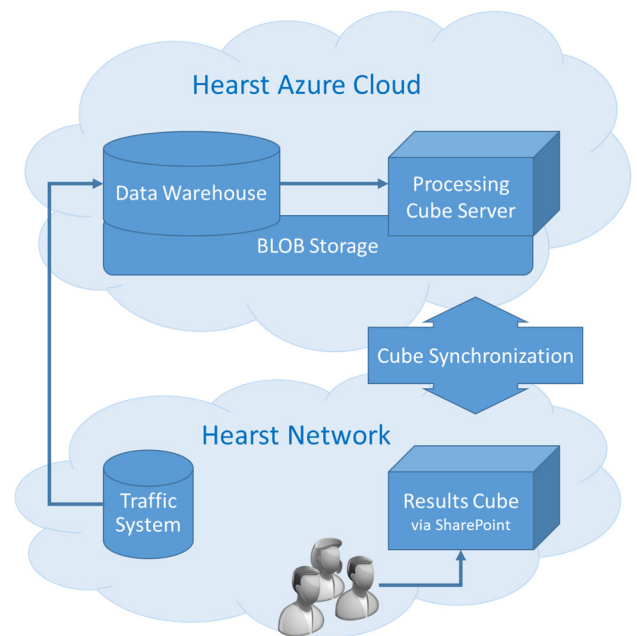 Hearst Azure Cloud
Data Warehouse
Processing
Cube Server
BLOB Storage
Cube Synchronization
Hearst Network
Traffic
System
Results Cube
via SharePoint